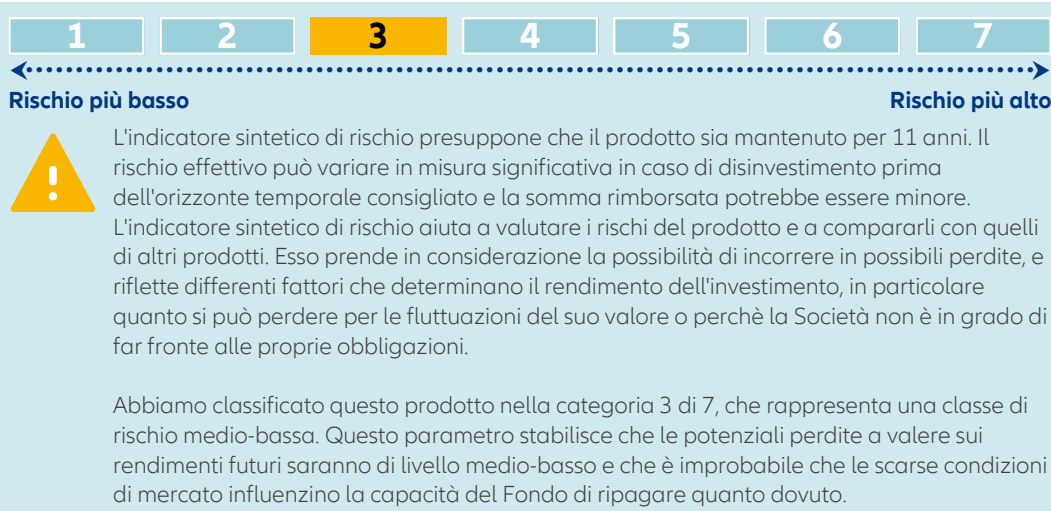 1 2 3 4 5 6 7
Rischio più basso Rischio più alto
L'indicatore sintetico di rischio presuppone che il prodotto sia mantenuto per 11 anni. Il
rischio effettivo può variare in misura significativa in caso di disinvestimento prima
dell'orizzonte temporale consigliato e la somma rimborsata potrebbe essere minore.
L'indicatore sintetico di rischio aiuta a valutare i rischi del prodotto e a compararli con quelli
di altri prodotti. Esso prende in considerazione la possibilità di incorrere in possibili perdite, e
riflette differenti fattori che determinano il rendimento dell'investimento, in particolare
quanto si può perdere per le fluttuazioni del suo valore o perchè la Società non è in grado di
far fronte alle proprie obbligazioni.
Abbiamo classificato questo prodotto nella categoria 3 di 7, che rappresenta una classe di
rischio medio-bassa. Questo parametro stabilisce che le potenziali perdite a valere sui
rendimenti futuri saranno di livello medio-basso e che è improbabile che le scarse condizioni
di mercato influenzino la capacità del Fondo di ripagare quanto dovuto.